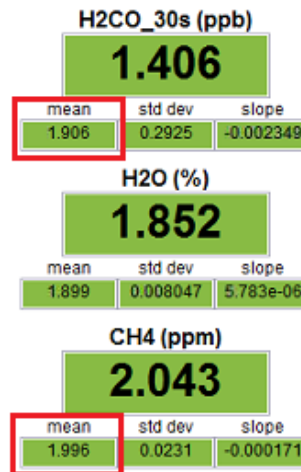 H2CO_30s (ppb)
1.406
mean std dev slope
1.906 0.2925 -0.002349
H2O (%)
1.852
mean std dev slope
1.899 0.008047 5.783e-06
CH4 (ppm)
2.043
mean std dev slope
1.996 0.0231 -0.000171